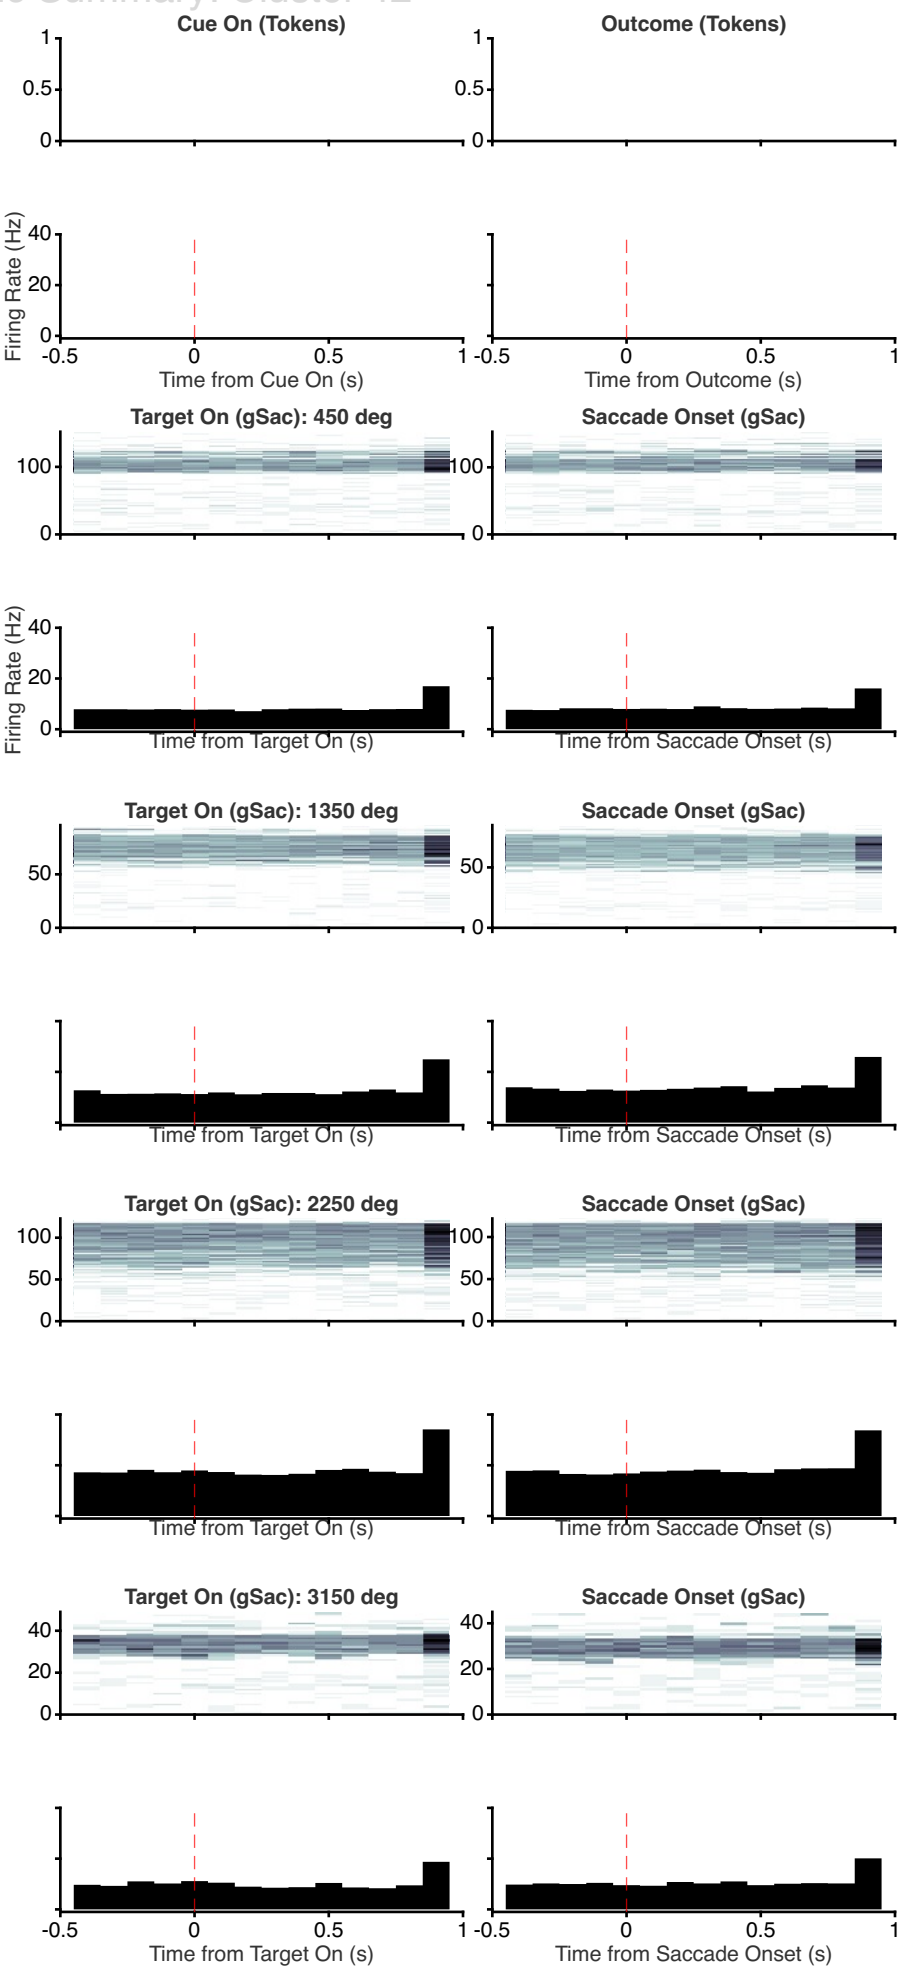 Summary: Cluster 42
Cue On (Tokens) Outcome (Tokens)
1 1
0.5 0.5
0 0
Firing Rate (Hz)
40
20
0
-0.5 0 0.5 1 -0.5 0 0.5 1
Time from Cue On (s) Time from Outcome (s)
Target On (gSac): 450 deg Saccade Onset (gSac)
100 100
0 0
Firing Rate (Hz)
40
20
0
Time from Target On (s) Time from Saccade Onset (s)
Target On (gSac): 1350 deg Saccade Onset (gSac)
50 50
0 0
Time from Target On (s) Time from Saccade Onset (s)
Target On (gSac): 2250 deg Saccade Onset (gSac)
100 100
50 50
0 0
Time from Target On (s) Time from Saccade Onset (s)
Target On (gSac): 3150 deg Saccade Onset (gSac)
40 40
20 20
0 0
-0.5 0 0.5 1 -0.5 0 0.5 1
Time from Target On (s) Time from Saccade Onset (s)